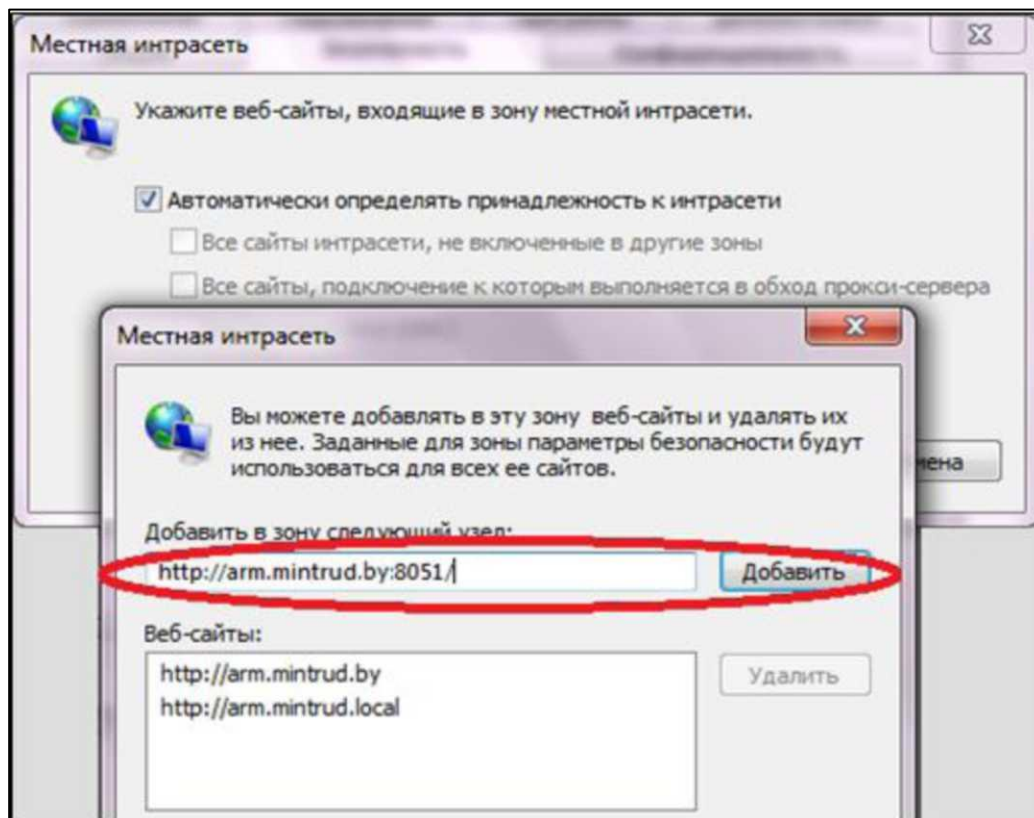 Местная интрасеть
Укажите веб-сайты, входящие в зону местной интрасети.
Автоматически определять принадлежность к интрасети
Все сайты интрасети, не включенные в другие зоны
Все сайты, подключение к которым выполняется в обход прокси-сервера
Местная интрасеть
Вы можете добавлять в эту зону веб-сайты и удалять их
из нее. Заданные для зоны параметры безопасности будут
использоваться для всех ее сайтов.
мена
Добавить в зону следующий узел:
http://arm.mintrud.by:8051/
Добавить
Веб-сайты:
http://arm.mintrud.by
http://arm.mintrud.local
Удалить